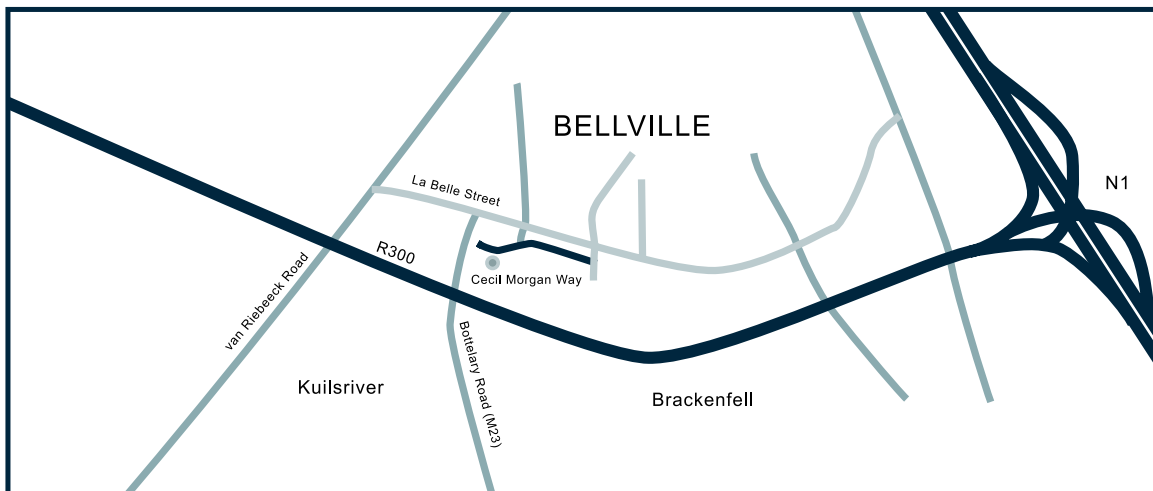 BELLVILLE
La Belle Street
N1
R300
Cecil Morgan Way
van Riebeeck Road
Bottelary Road (M23)
Kuilsriver
Brackenfell